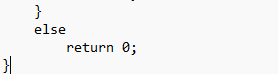 }
else
return 0;
}